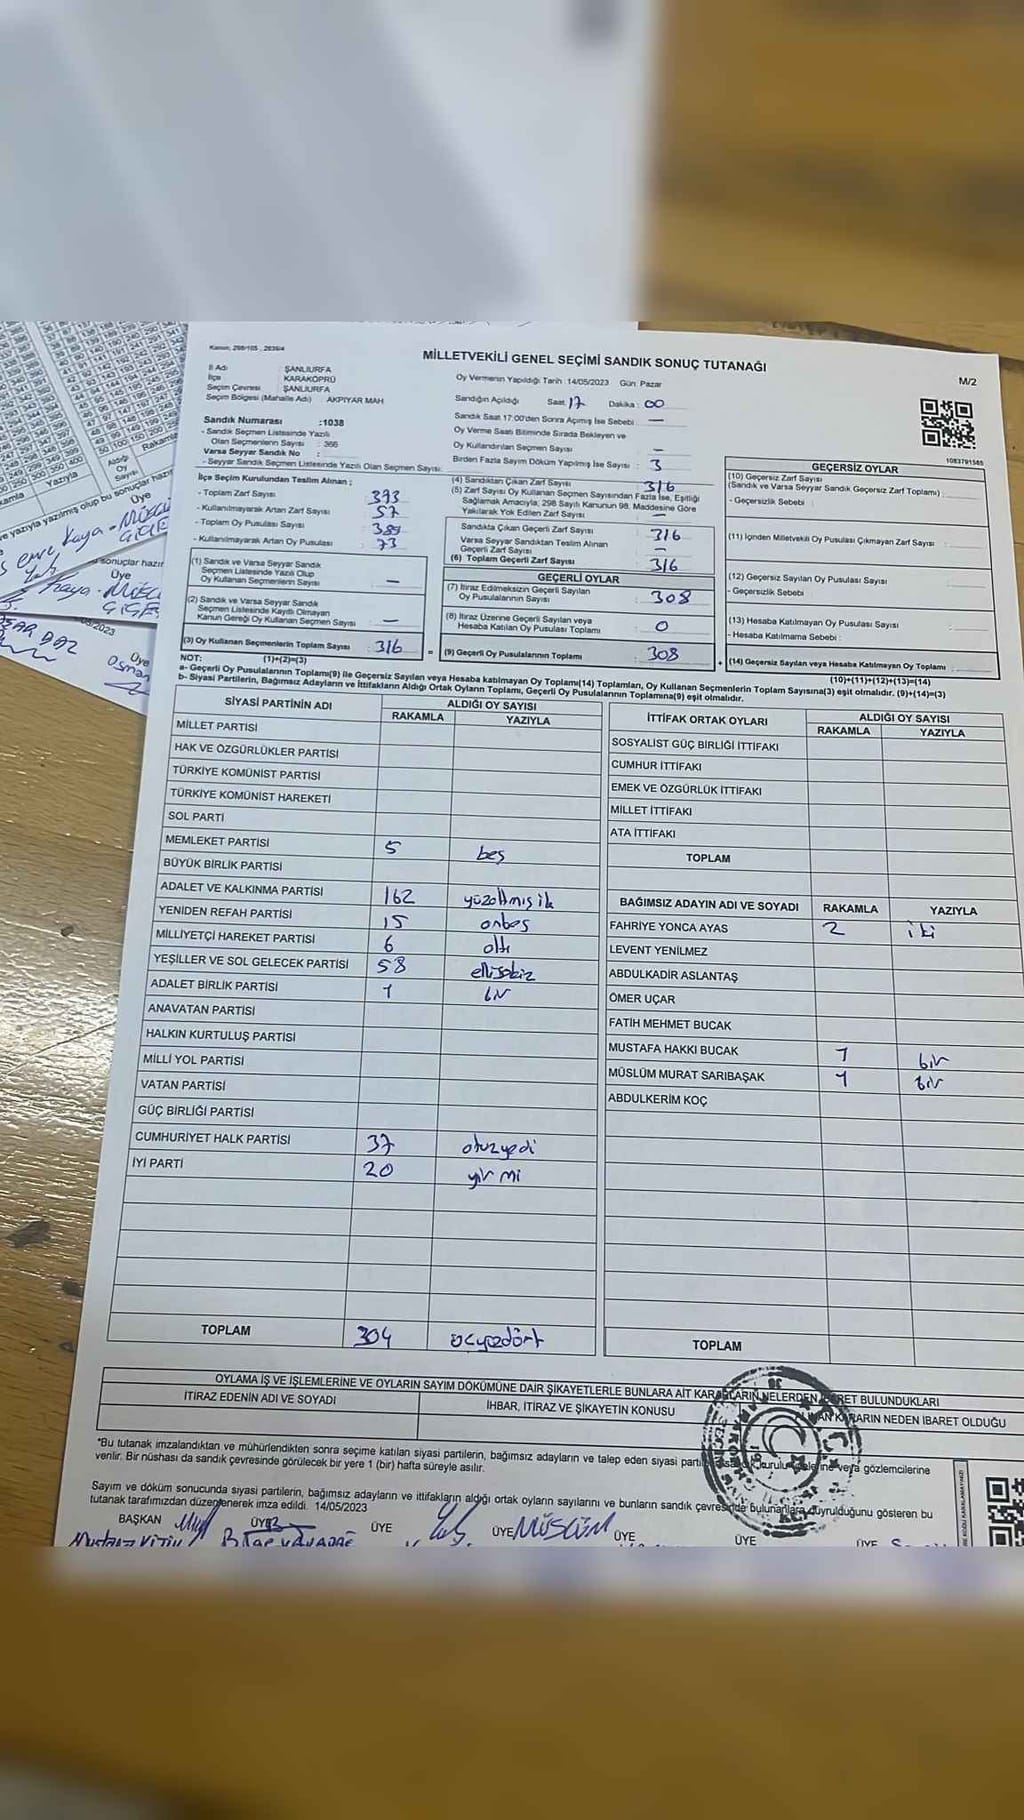 Kanun, 298/105 , 2839/4
MİLLETVEKİLİ GENEL SEÇİMİ SANDIK SONUÇ TUTANAĞI
M/2
İl Adı : ŞANLIURFA
İlçe : KARAKÖPRÜ
Seçim Çevresi : ŞANLIURFA
Seçim Bölgesi (Mahalle Adı) : AKPIYAR MAH
Oy Vermenin Yapıldığı Tarih :14/05/2023 Gün: Pazar
Sandığın Açıldığı Saat: 17 Dakika : 00
Sandık Saat 17:00'den Sonra Açımış İse Sebebi : —
Oy Verme Saati Bitiminde Sırada Bekleyen ve
Oy Kullandırılan Seçmen Sayısı : —
Birden Fazla Sayım Döküm Yapılmış İse Sayısı : 3
Sandık Numarası :1038
- Sandık Seçmen Listesinde Yazılı
Olan Seçmenlerin Sayısı : 366
Varsa Seyyar Sandık No :
- Seyyar Sandık Seçmen Listesinde Yazılı Olan Seçmen Sayısı:
İlçe Seçim Kurulundan Teslim Alınan ;
- Toplam Zarf Sayısı : 373
- Kullanılmayarak Artan Zarf Sayısı : 57
- Toplam Oy Pusulası Sayısı : 389
- Kullanılmayarak Artan Oy Pusulası : 73
(1) Sandık ve Varsa Seyyar Sandık
Seçmen Listesinde Yazılı Olup
Oy Kullanan Seçmenlerin Sayısı : —
(2) Sandık ve Varsa Seyyar Sandık
Seçmen Listesinde Kayıtlı Olmayan
Kanun Gereği Oy Kullanan Seçmen Sayısı : —
(3) Oy Kullanan Seçmenlerin Toplam Sayısı : 316
(1)+(2)=(3)
(4) Sandıktan Çıkan Zarf Sayısı : 316
(5) Zarf Sayısı Oy Kullanan Seçmen Sayısından Fazla İse, Eşitliği
Sağlamak Amacıyla; 298 Sayılı Kanunun 98. Maddesine Göre
Yakılarak Yok Edilen Zarf Sayısı : —
Sandıkta Çıkan Geçerli Zarf Sayısı : 316
Varsa Seyyar Sandıktan Teslim Alınan
Geçerli Zarf Sayısı : —
(6) Toplam Geçerli Zarf Sayısı : 316
GEÇERLİ OYLAR
(7) İtiraz Edilmeksizin Geçerli Sayılan
Oy Pusulalarının Sayısı : 308
(8) İtiraz Üzerine Geçerli Sayılan veya
Hesaba Katılan Oy Pusulası Toplamı : 0
= (9) Geçerli Oy Pusulalarının Toplamı : 308
1083791585
GEÇERSİZ OYLAR
(10) Geçersiz Zarf Sayısı
(Sandık ve Varsa Seyyar Sandık Geçersiz Zarf Toplamı) :
- Geçersizlik Sebebi :
(11) İçinden Milletvekili Oy Pusulası Çıkmayan Zarf Sayısı :
(12) Geçersiz Sayılan Oy Pusulası Sayısı :
- Geçersizlik Sebebi :
(13) Hesaba Katılmayan Oy Pusulası Sayısı :
- Hesaba Katılmama Sebebi :
+ (14) Geçersiz Sayılan veya Hesaba Katılmayan Oy Toplamı :
(10)+(11)+(12)+(13)=(14)
NOT:
a- Geçerli Oy Pusulalarının Toplamı(9) ile Geçersiz Sayılan veya Hesaba katılmayan Oy Toplamı(14) Toplamları, Oy Kullanan Seçmenlerin Toplam Sayısına(3) eşit olmalıdır. (9)+(14)=(3)
b- Siyasi Partilerin, Bağımsız Adayların ve İttifakların Aldığı Ortak Oyların Toplamı, Geçerli Oy Pusulalarının Toplamına(9) eşit olmalıdır.
SİYASİ PARTİNİN ADI ALDIĞI OY SAYISI
RAKAMLA YAZIYLA
MİLLET PARTİSİ
HAK VE ÖZGÜRLÜKLER PARTİSİ
TÜRKİYE KOMÜNİST PARTİSİ
TÜRKİYE KOMÜNİST HAREKETİ
SOL PARTİ
MEMLEKET PARTİSİ 5 beş
BÜYÜK BİRLİK PARTİSİ
ADALET VE KALKINMA PARTİSİ 162 yüzaltmış iki
YENİDEN REFAH PARTİSİ 15 onbeş
MİLLİYETÇİ HAREKET PARTİSİ 6 altı
YEŞİLLER VE SOL GELECEK PARTİSİ 58 ellisekiz
ADALET BİRLİK PARTİSİ 1 bir
ANAVATAN PARTİSİ
HALKIN KURTULUŞ PARTİSİ
MİLLİ YOL PARTİSİ
VATAN PARTİSİ
GÜÇ BİRLİĞİ PARTİSİ
CUMHURİYET HALK PARTİSİ 37 otuzyedi
İYİ PARTİ 20 yirmi
TOPLAM 304 üçyüzdört
İTTİFAK ORTAK OYLARI ALDIĞI OY SAYISI
RAKAMLA YAZIYLA
SOSYALİST GÜÇ BİRLİĞİ İTTİFAKI
CUMHUR İTTİFAKI
EMEK VE ÖZGÜRLÜK İTTİFAKI
MİLLET İTTİFAKI
ATA İTTİFAKI
TOPLAM
BAĞIMSIZ ADAYIN ADI VE SOYADI RAKAMLA YAZIYLA
FAHRİYE YONCA AYAS 2 iki
LEVENT YENİLMEZ
ABDULKADİR ASLANTAŞ
ÖMER UÇAR
FATİH MEHMET BUCAK
MUSTAFA HAKKI BUCAK 1 bir
MÜSLÜM MURAT SARIBAŞAK 1 bir
ABDULKERİM KOÇ
TOPLAM
OYLAMA İŞ VE İŞLEMLERİNE VE OYLARIN SAYIM DÖKÜMÜNE DAİR ŞİKAYETLERLE BUNLARA AİT KARARLARIN NELERDEN İBARET BULUNDUKLARI
İTİRAZ EDENİN ADI VE SOYADI İHBAR, İTİRAZ VE ŞİKAYETİN KONUSU ALINAN KARARIN NEDEN İBARET OLDUĞU
*Bu tutanak imzalandıktan ve mühürlendikten sonra seçime katılan siyasi partilerin, bağımsız adayların ve talep eden siyasi parti kurulu gözlemcilerine
verilir. Bir nüshası da sandık çevresinde görülecek bir yere 1 (bir) hafta süreyle asılır.
Sayım ve döküm sonucunda siyasi partilerin, bağımsız adayların ve ittifakların aldığı ortak oyların sayılarını ve bunların sandık çevresinde bulunanlara duyrulduğunu gösteren bu
tutanak tarafımızdan düzenlenerek imza edildi. 14/05/2023
BAŞKAN ÜYE ÜYE ÜYE MÜSLÜM ÜYE ÜYE ÜYE